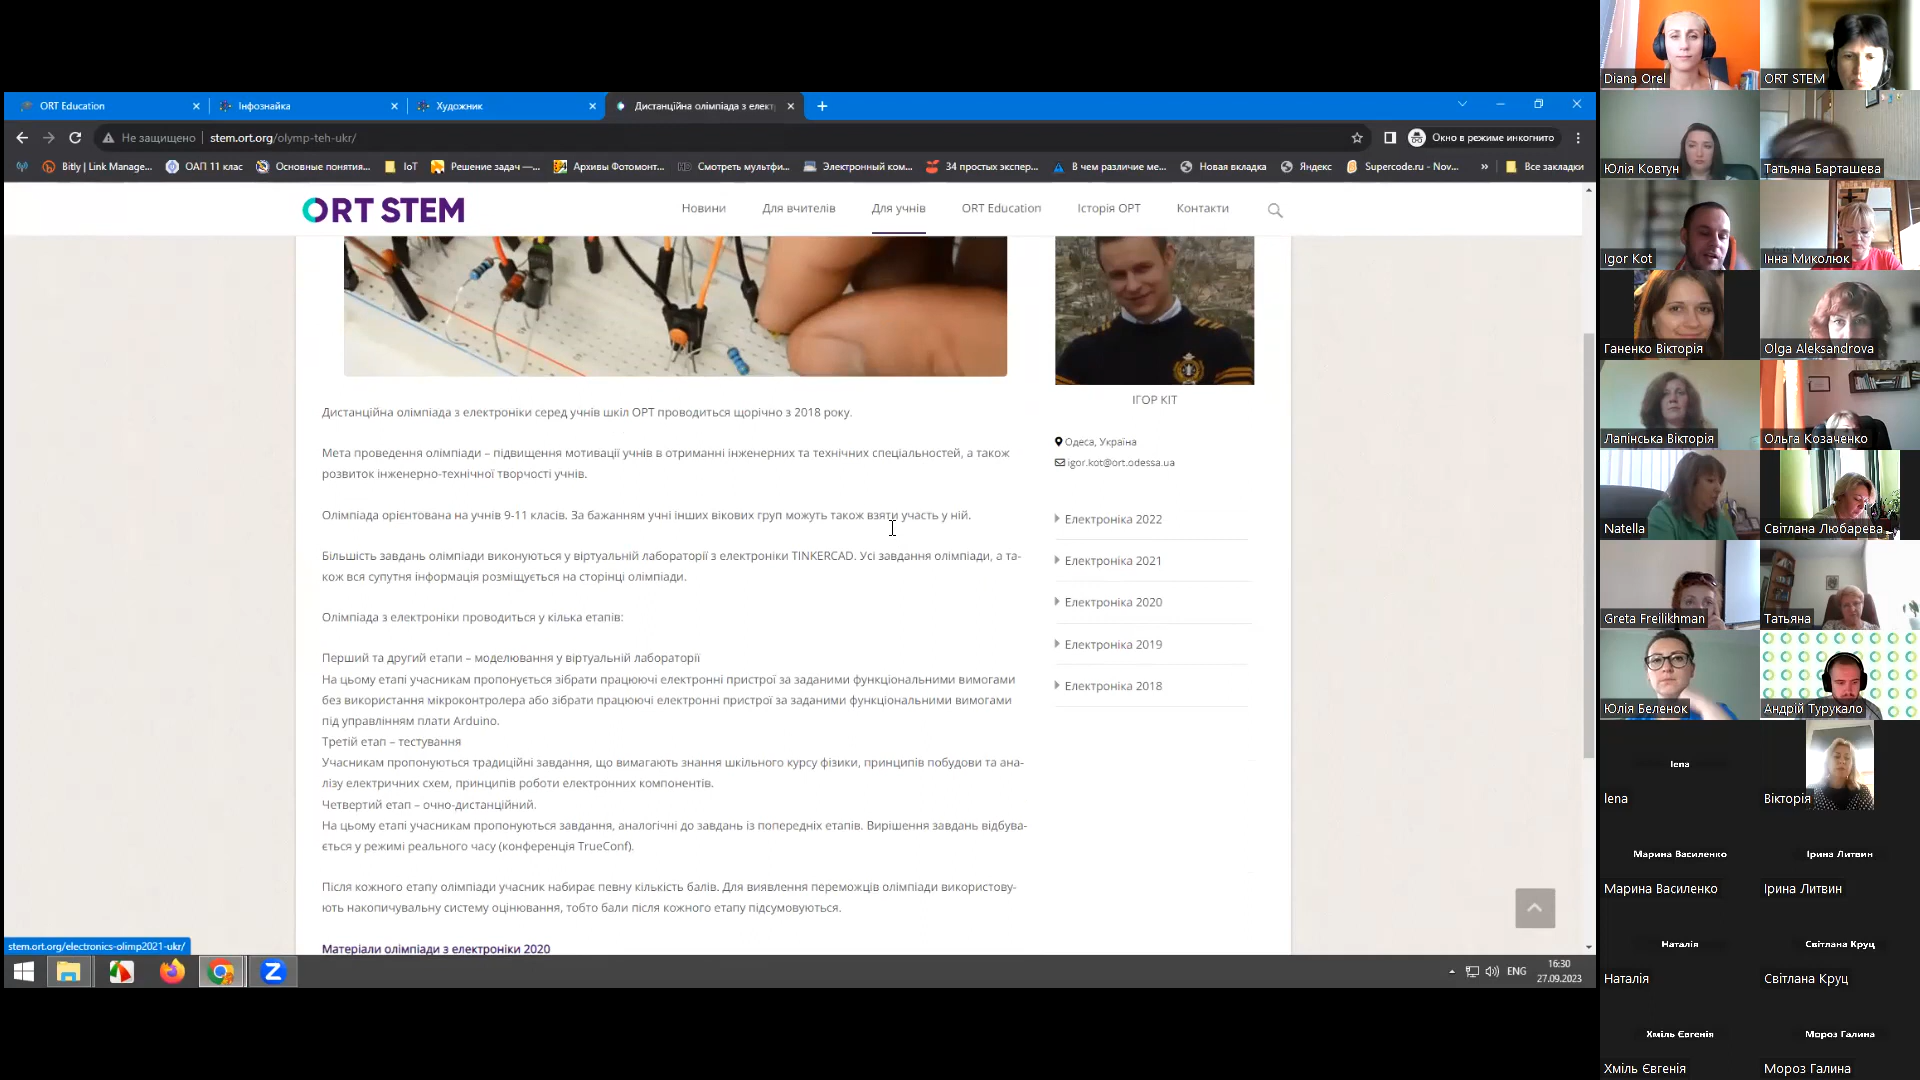 ORT Education
Інфознайка
Художник
Дистанційна олімпіада з елект
Не защищено
stem.ort.org/olymp-teh-ukr/
Окно в режиме инкогнито
Bitly | Link Manage...
ОАП 11 клас
Основные понятия...
IoT
Решение задач —...
Архивы Фотомонт...
Смотреть мультфи...
Электронный ком...
34 простых экспер...
В чем различие ме...
Новая вкладка
Яндекс
Supercode.ru - Nov...
»
Все закладки
ORT STEM
Новини
Для вчителів
Для учнів
ORT Education
Історія ОРТ
Контакти
Дистанційна олімпіада з електроніки серед учнів шкіл ОРТ проводиться щорічно з 2018 року.
Мета проведення олімпіади – підвищення мотивації учнів в отриманні інженерних та технічних спеціальностей, а також
розвиток інженерно-технічної творчості учнів.
Олімпіада орієнтована на учнів 9-11 класів. За бажанням учні інших вікових груп можуть також взяти участь у ній.
Більшість завдань олімпіади виконуються у віртуальній лабораторії з електроніки TINKERCAD. Усі завдання олімпіади, а та-
кож вся супутня інформація розміщується на сторінці олімпіади.
Олімпіада з електроніки проводиться у кілька етапів:
Перший та другий етапи – моделювання у віртуальній лабораторії
На цьому етапі учасникам пропонується зібрати працюючі електронні пристрої за заданими функціональними вимогами
без використання мікроконтролера або зібрати працюючі електронні пристрої за заданими функціональними вимогами
під управлінням плати Arduino.
Третій етап – тестування
Учасникам пропонуються традиційні завдання, що вимагають знання шкільного курсу фізики, принципів побудови та ана-
лізу електричних схем, принципів роботи електронних компонентів.
Четвертий етап – очно-дистанційний.
На цьому етапі учасникам пропонуються завдання, аналогічні до завдань із попередніх етапів. Вирішення завдань відбува-
ється у режимі реального часу (конференція TrueConf).
Після кожного етапу олімпіади учасник набирає певну кількість балів. Для виявлення переможців олімпіади використову-
ють накопичувальну систему оцінювання, тобто бали після кожного етапу підсумовуються.
Матеріали олімпіади з електроніки 2020
ІГОР КІТ
Одеса, Україна
igor.kot@ort.odessa.ua
Електроніка 2022
Електроніка 2021
Електроніка 2020
Електроніка 2019
Електроніка 2018
stem.ort.org/electronics-olimp2021-ukr/
ENG
16:30
27.09.2023
Diana Orel
ORT STEM
Юлія Ковтун
Татьяна Барташева
Igor Kot
Інна Миколюк
Ганенко Вікторія
Olga Aleksandrova
Лапінська Вікторія
Ольга Козаченко
Natella
Світлана Любарева
Greta Freilikhman
Татьяна
Юлія Беленок
Андрій Турукало
lena
lena
Вікторія
Марина Василенко
Ірина Литвин
Марина Василенко
Ірина Литвин
Наталія
Світлана Круц
Наталія
Світлана Круц
Хміль Євгенія
Мороз Галина
Хміль Євгенія
Мороз Галина